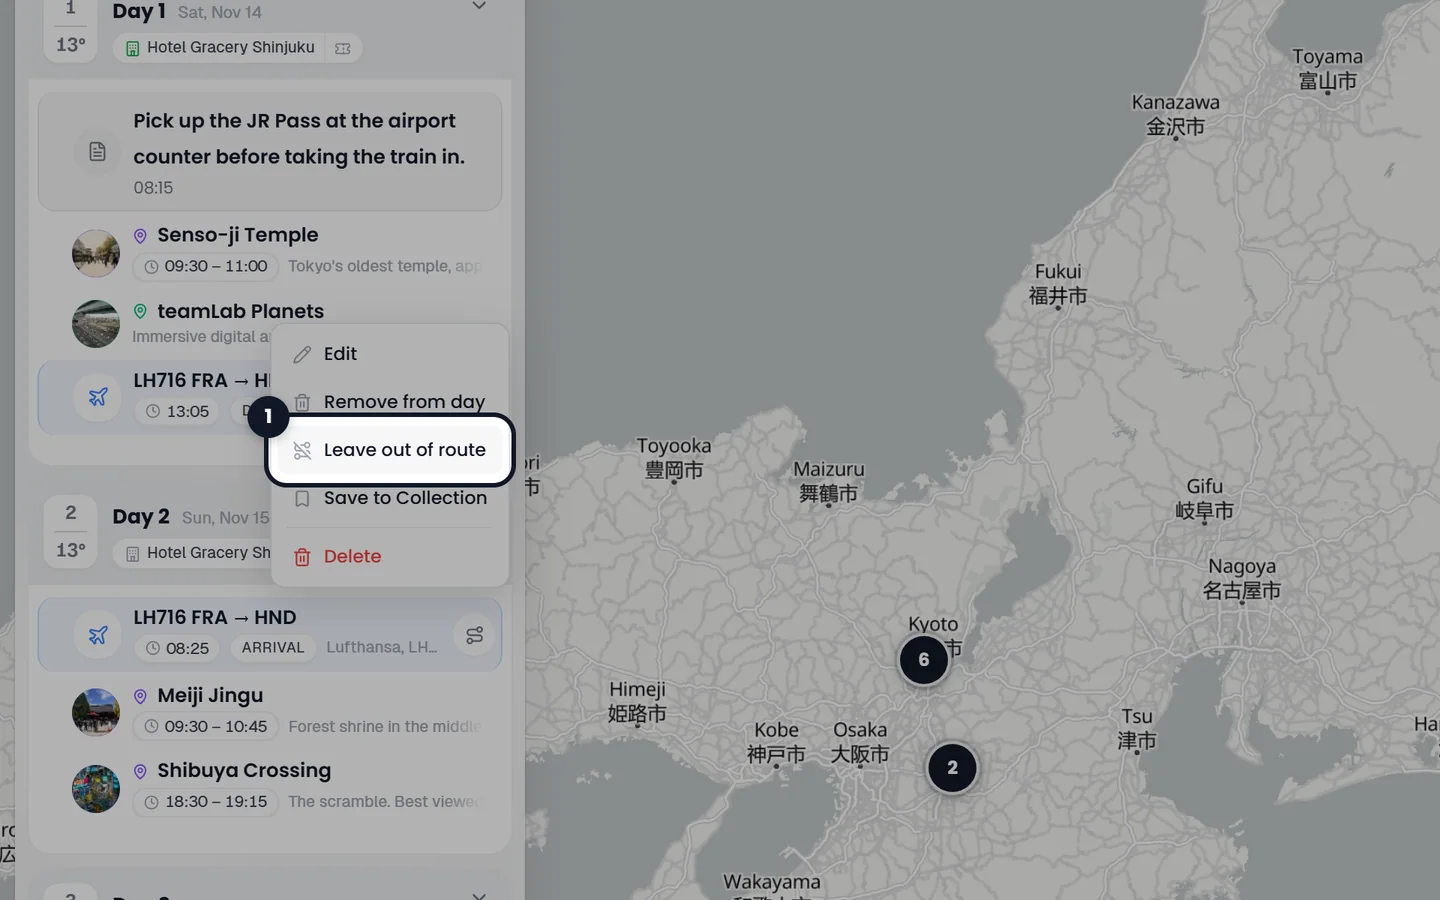 1
13°
Day 1 Sat, Nov 14
Hotel Gracery Shinjuku
Pick up the JR Pass at the airport
counter before taking the train in.
08:15
Senso-ji Temple
09:30 – 11:00 Tokyo's oldest temple, app
teamLab Planets
Immersive digital a
LH716 FRA → H
13:05 D
1
Edit
Remove from day
Leave out of route
Save to Collection
Delete
2
13°
Day 2 Sun, Nov 15
Hotel Gracery Sh
LH716 FRA → HND
08:25 ARRIVAL Lufthansa, LH...
Meiji Jingu
09:30 – 10:45 Forest shrine in the middle
Shibuya Crossing
18:30 – 19:15 The scramble. Best viewed
Toyama
富山市
Kanazawa
金沢市
Fukui
福井市
Toyooka
豊岡市
Maizuru
舞鶴市
ori
市
Gifu
岐阜市
Nagoya
名古屋市
Kyoto
市
6
Himeji
姫路市
Kobe
神戸市
Osaka
大阪市
2
Tsu
津市
Ha
Wakayama